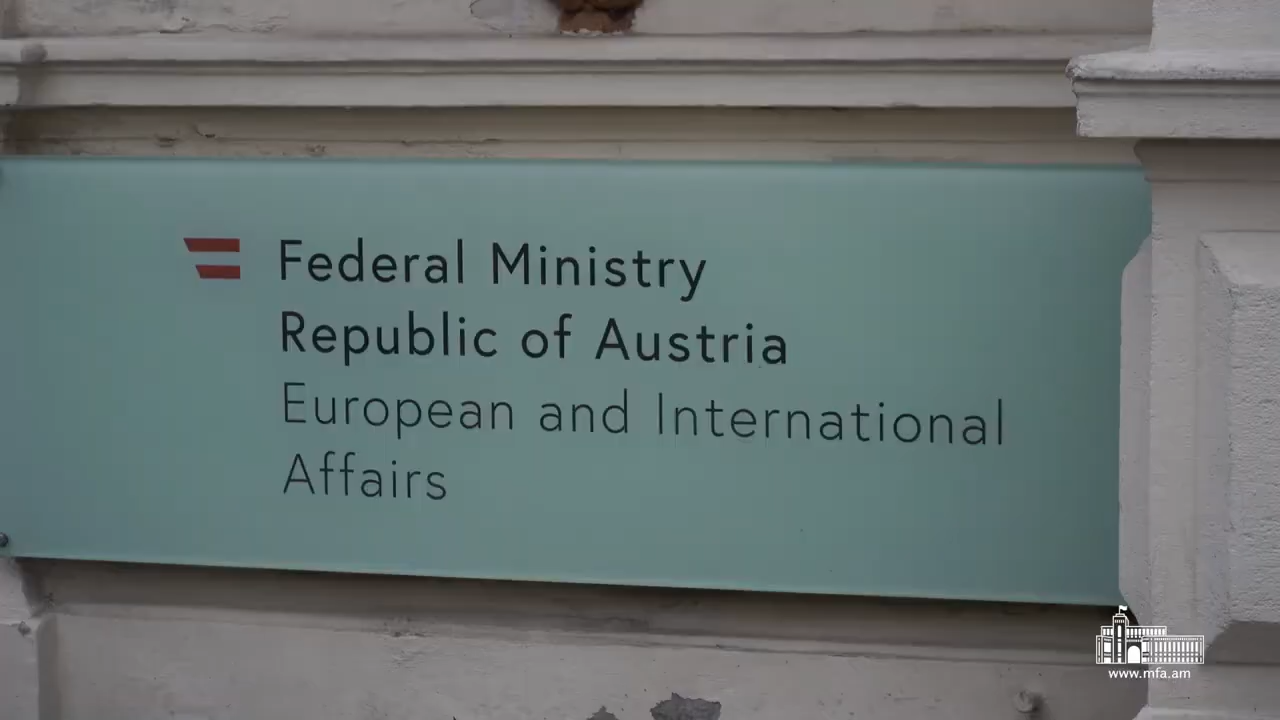 Federal Ministry
Republic of Austria
European and International
Affairs
www.mfa.am